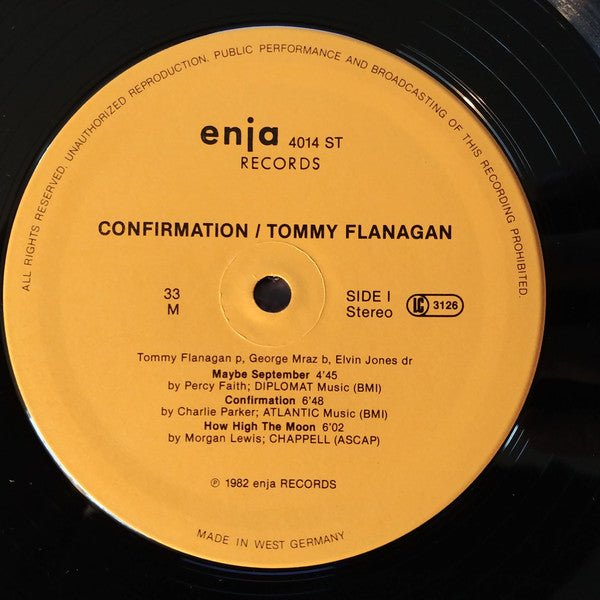 ALL RIGHTS RESERVED. UNAUTHORIZED REPRODUCTION. PUBLIC PERFORMANCE AND BROADCASTING OF THIS RECORDING PROHIBITED.
enja 4014 ST
RECORDS
CONFIRMATION / TOMMY FLANAGAN
33
M
SIDE I
Stereo
LC 3126
Tommy Flanagan p, George Mraz b, Elvin Jones dr
Maybe September 4'45
by Percy Faith; DIPLOMAT Music (BMI)
Confirmation 6'48
by Charlie Parker; ATLANTIC Music (BMI)
How High The Moon 6'02
by Morgan Lewis; CHAPPELL (ASCAP)
℗ 1982 enja RECORDS
MADE IN WEST GERMANY